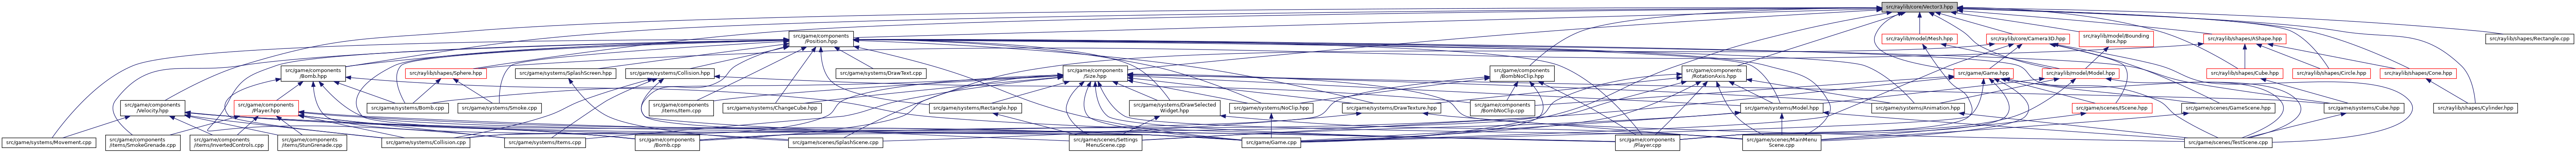 src/raylib/core/Vector3.hpp
src/game/components
/Position.hpp
src/raylib/model/Mesh.hpp
src/raylib/core/Camera3D.hpp
src/raylib/model/Bounding
Box.hpp
src/raylib/shapes/AShape.hpp
src/raylib/shapes/Rectangle.hpp
src/game/components
/Bomb.hpp
src/raylib/shapes/Sphere.hpp
src/game/systems/SplashScreen.hpp
src/game/systems/Collision.hpp
src/game/systems/DrawText.cpp
src/game/components
/Size.hpp
src/game/components
/BombNoClip.hpp
src/game/components
/RotationAxis.hpp
src/game/Game.hpp
src/raylib/model/Model.hpp
src/raylib/shapes/Cube.hpp
src/raylib/shapes/Circle.hpp
src/raylib/shapes/Cone.hpp
src/game/components
/Velocity.hpp
src/game/components
/Player.hpp
src/game/systems/Bomb.cpp
src/game/systems/Smoke.cpp
src/game/components
/items/Item.cpp
src/game/systems/ChangeCube.hpp
src/game/systems/Rectangle.hpp
src/game/systems/DrawSelected
Widget.hpp
src/game/systems/NoClip.hpp
src/game/systems/DrawTexture.hpp
src/game/components
/BombNoClip.cpp
src/game/systems/Model.hpp
src/game/systems/Animation.hpp
src/game/scenes/IScene.hpp
src/game/scenes/GameScene.hpp
src/game/systems/Cube.hpp
src/raylib/shapes/Cylinder.hpp
src/game/systems/Movement.cpp
src/game/components
/items/SmokeGrenade.cpp
src/game/components
/items/InvertedControls.cpp
src/game/components
/items/StunGrenade.cpp
src/game/systems/Collision.cpp
src/game/systems/Items.cpp
src/game/components
/Bomb.cpp
src/game/scenes/SplashScene.cpp
src/game/scenes/Settings
MenuScene.cpp
src/game/Game.cpp
src/game/components
/Player.cpp
src/game/scenes/MainMenu
Scene.cpp
src/game/scenes/TestScene.cpp